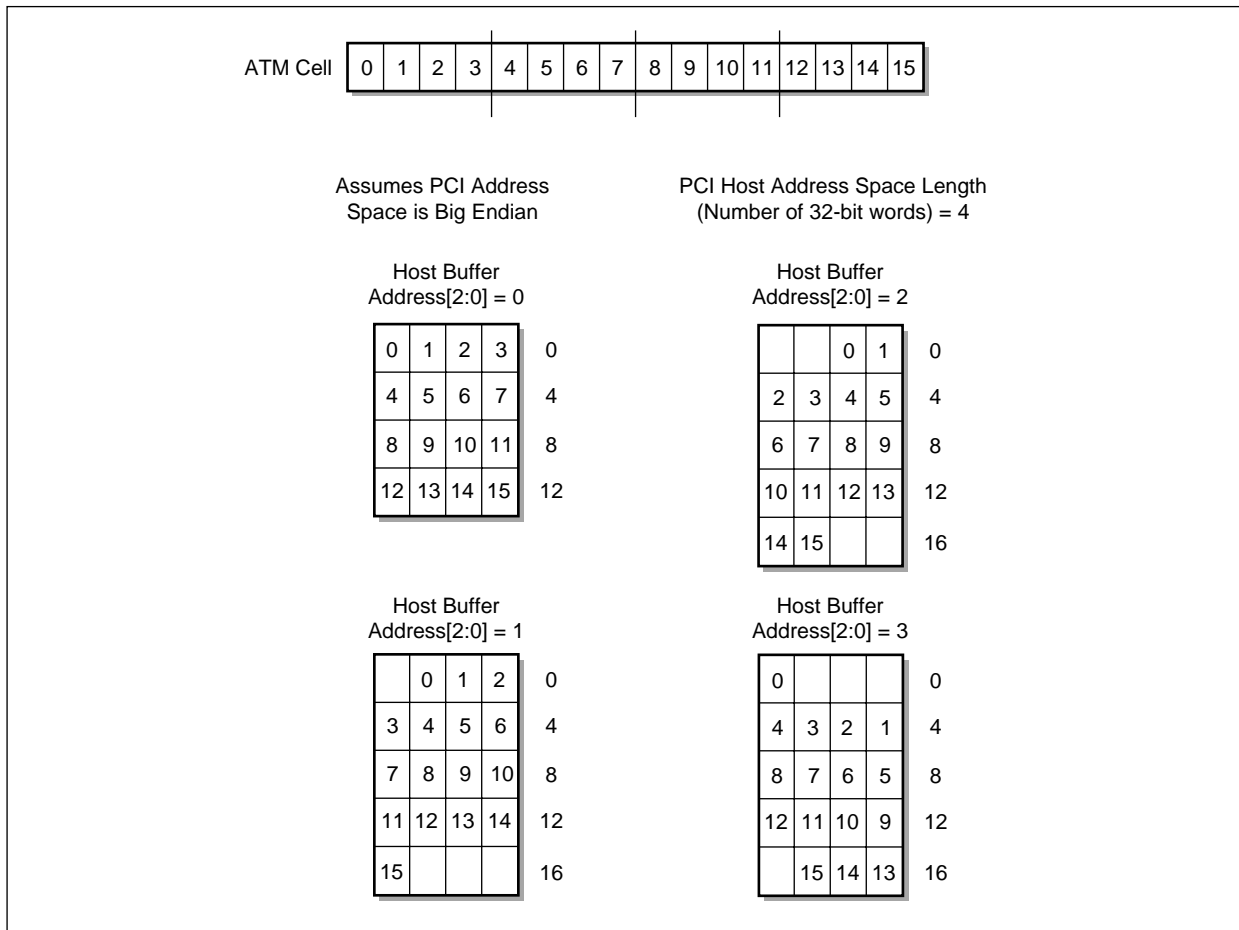 ATM Cell 0 1 2 3 4 5 6 7 8 9 10 11 12 13 14 15
Assumes PCI Address
Space is Big Endian
PCI Host Address Space Length
(Number of 32-bit words) = 4
Host Buffer
Address[2:0] = 0
0 1 2 3 0
4 5 6 7 4
8 9 10 11 8
12 13 14 15 12
Host Buffer
Address[2:0] = 2
0 1 0
2 3 4 5 4
6 7 8 9 8
10 11 12 13 12
14 15 16
Host Buffer
Address[2:0] = 1
0 1 2 0
3 4 5 6 4
7 8 9 10 8
11 12 13 14 12
15 16
Host Buffer
Address[2:0] = 3
0 0
4 3 2 1 4
8 7 6 5 8
12 11 10 9 12
15 14 13 16